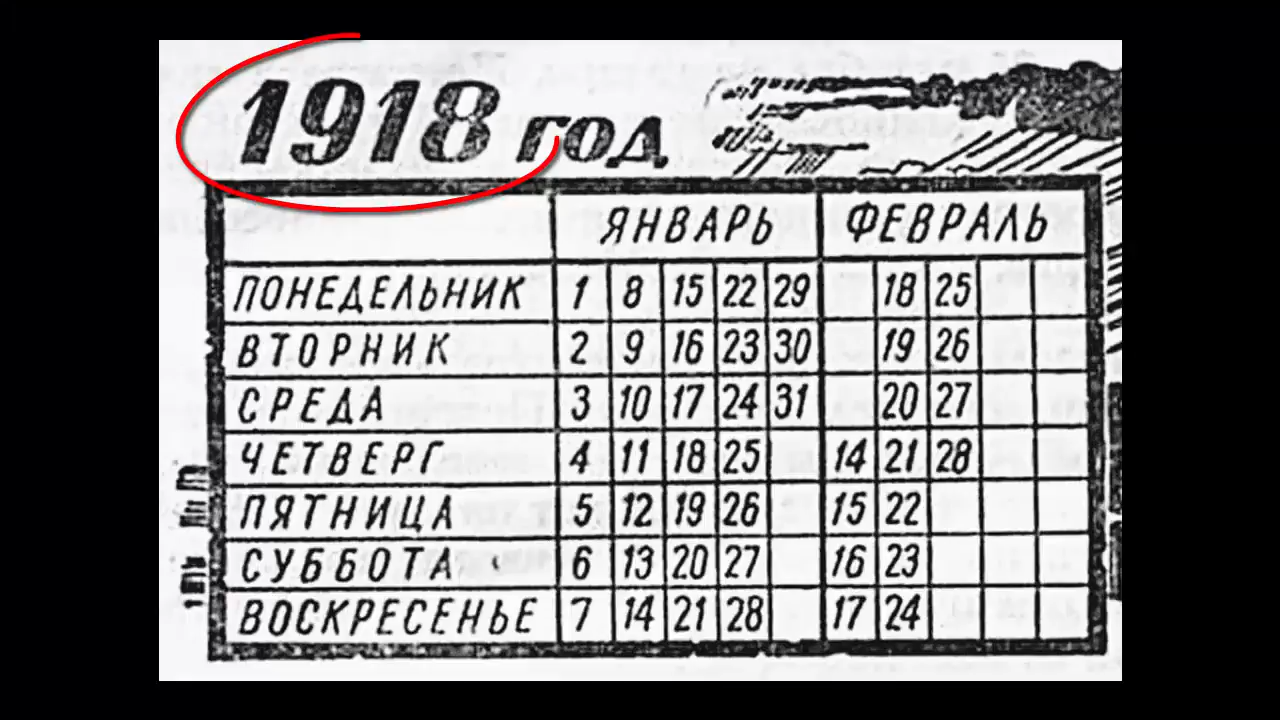 1918 год
ЯНВАРЬ ФЕВРАЛЬ
ПОНЕДЕЛЬНИК 1 8 15 22 29 18 25
ВТОРНИК 2 9 16 23 30 19 26
СРЕДА 3 10 17 24 31 20 27
ЧЕТВЕРГ 4 11 18 25 14 21 28
ПЯТНИЦА 5 12 19 26 15 22
СУББОТА 6 13 20 27 16 23
ВОСКРЕСЕНЬЕ 7 14 21 28 17 24